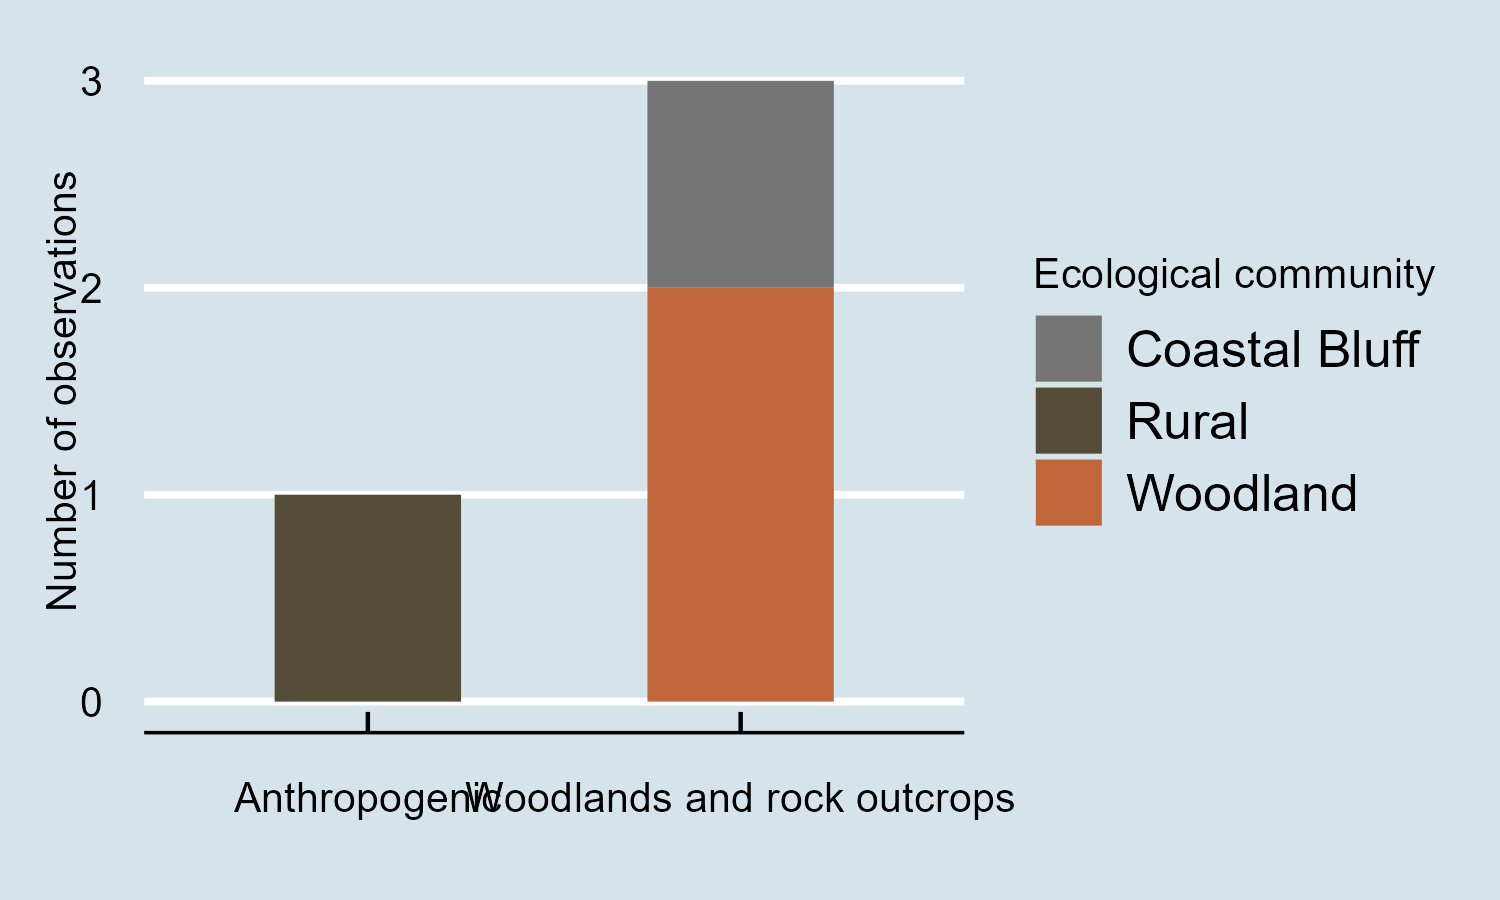 3
2
1
0
Number of observations
Anthropogenic
Woodlands and rock outcrops
Ecological community
Coastal Bluff
Rural
Woodland